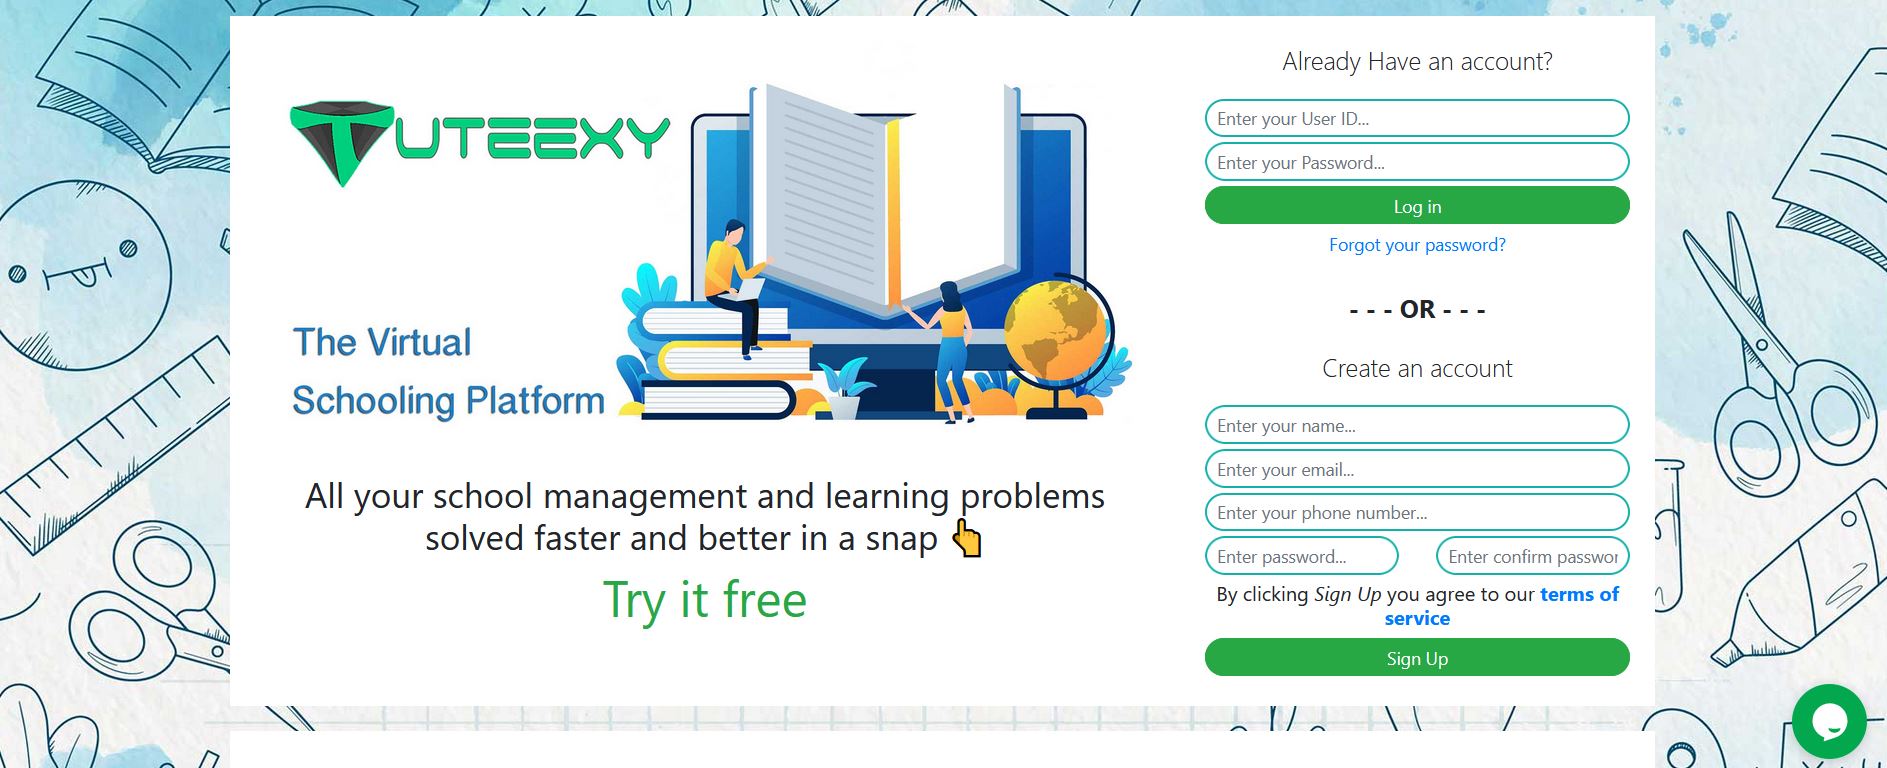 TUTEEXY
The Virtual
Schooling Platform
All your school management and learning problems
solved faster and better in a snap 👆
Try it free
Already Have an account?
Enter your User ID...
Enter your Password...
Log in
Forgot your password?
- - - OR - - -
Create an account
Enter your name...
Enter your email...
Enter your phone number...
Enter password... Enter confirm passwor
By clicking Sign Up you agree to our terms of
service
Sign Up